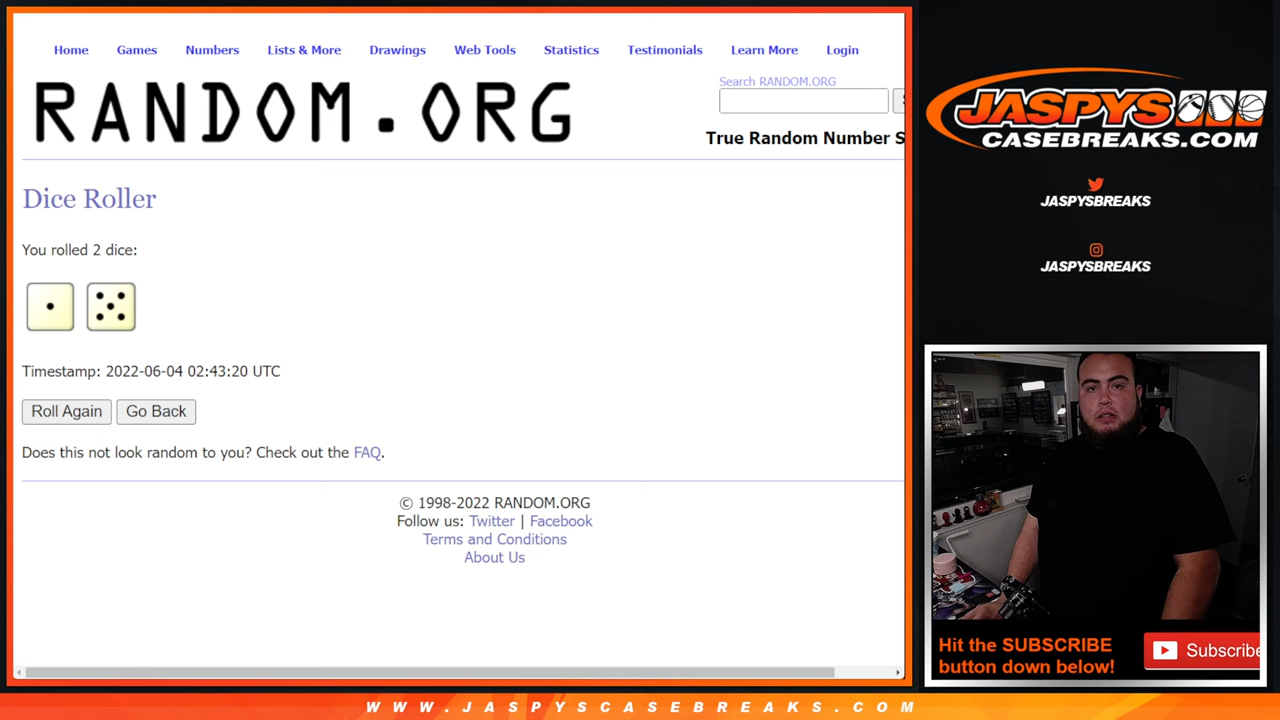 Home Games Numbers Lists & More Drawings Web Tools Statistics Testimonials Learn More Login
RANDOM.ORG
Search RANDOM.ORG
True Random Number S
Dice Roller
You rolled 2 dice:
Timestamp: 2022-06-04 02:43:20 UTC
Roll Again Go Back
Does this not look random to you? Check out the FAQ.
© 1998-2022 RANDOM.ORG
Follow us: Twitter | Facebook
Terms and Conditions
About Us
JASPYS
CASEBREAKS.COM
JASPYSBREAKS
JASPYSBREAKS
Hit the SUBSCRIBE
button down below!
Subscribe
WWW.JASPYSCASEBREAKS.COM